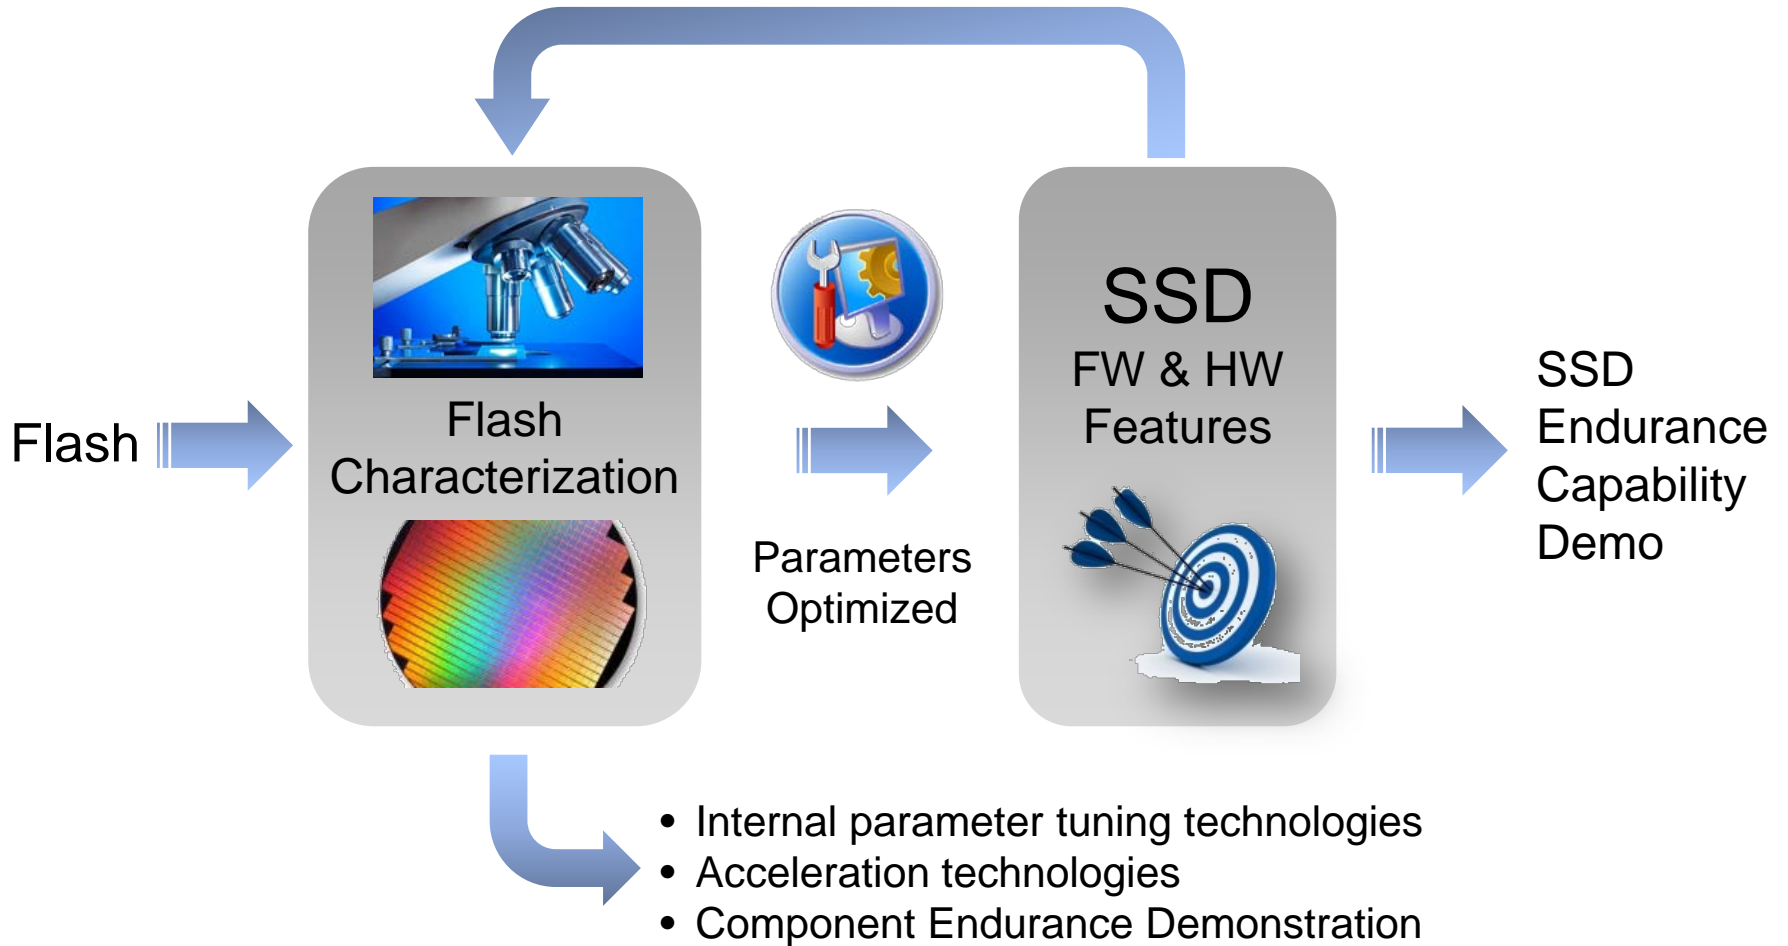 Flash
Flash
Characterization
Parameters
Optimized
SSD
FW & HW
Features
SSD
Endurance
Capability
Demo
• Internal parameter tuning technologies
• Acceleration technologies
• Component Endurance Demonstration